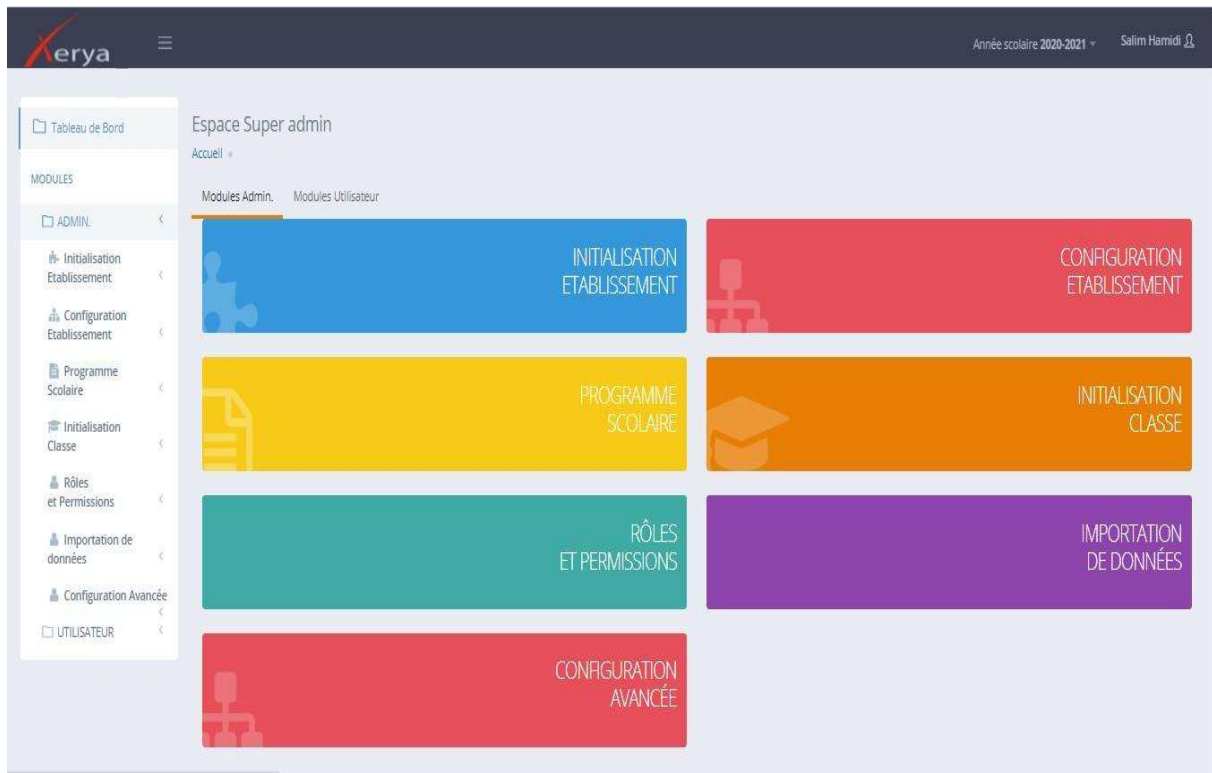 Xerya
Année scolaire 2020-2021
Salim Hamidi
Tableau de Bord
MODULES
ADMIN.
Initialisation
Etablissement
Configuration
Etablissement
Programme
Scolaire
Initialisation
Classe
Rôles
et Permissions
Importation de
données
Configuration Avancée
UTILISATEUR
Espace Super admin
Accueil
Modules Admin.
Modules Utilisateur
INITIALISATION
ETABLISSEMENT
CONFIGURATION
ETABLISSEMENT
PROGRAMME
SCOLAIRE
INITIALISATION
CLASSE
RÔLES
ET PERMISSIONS
IMPORTATION
DE DONNÉES
CONFIGURATION
AVANCÉE